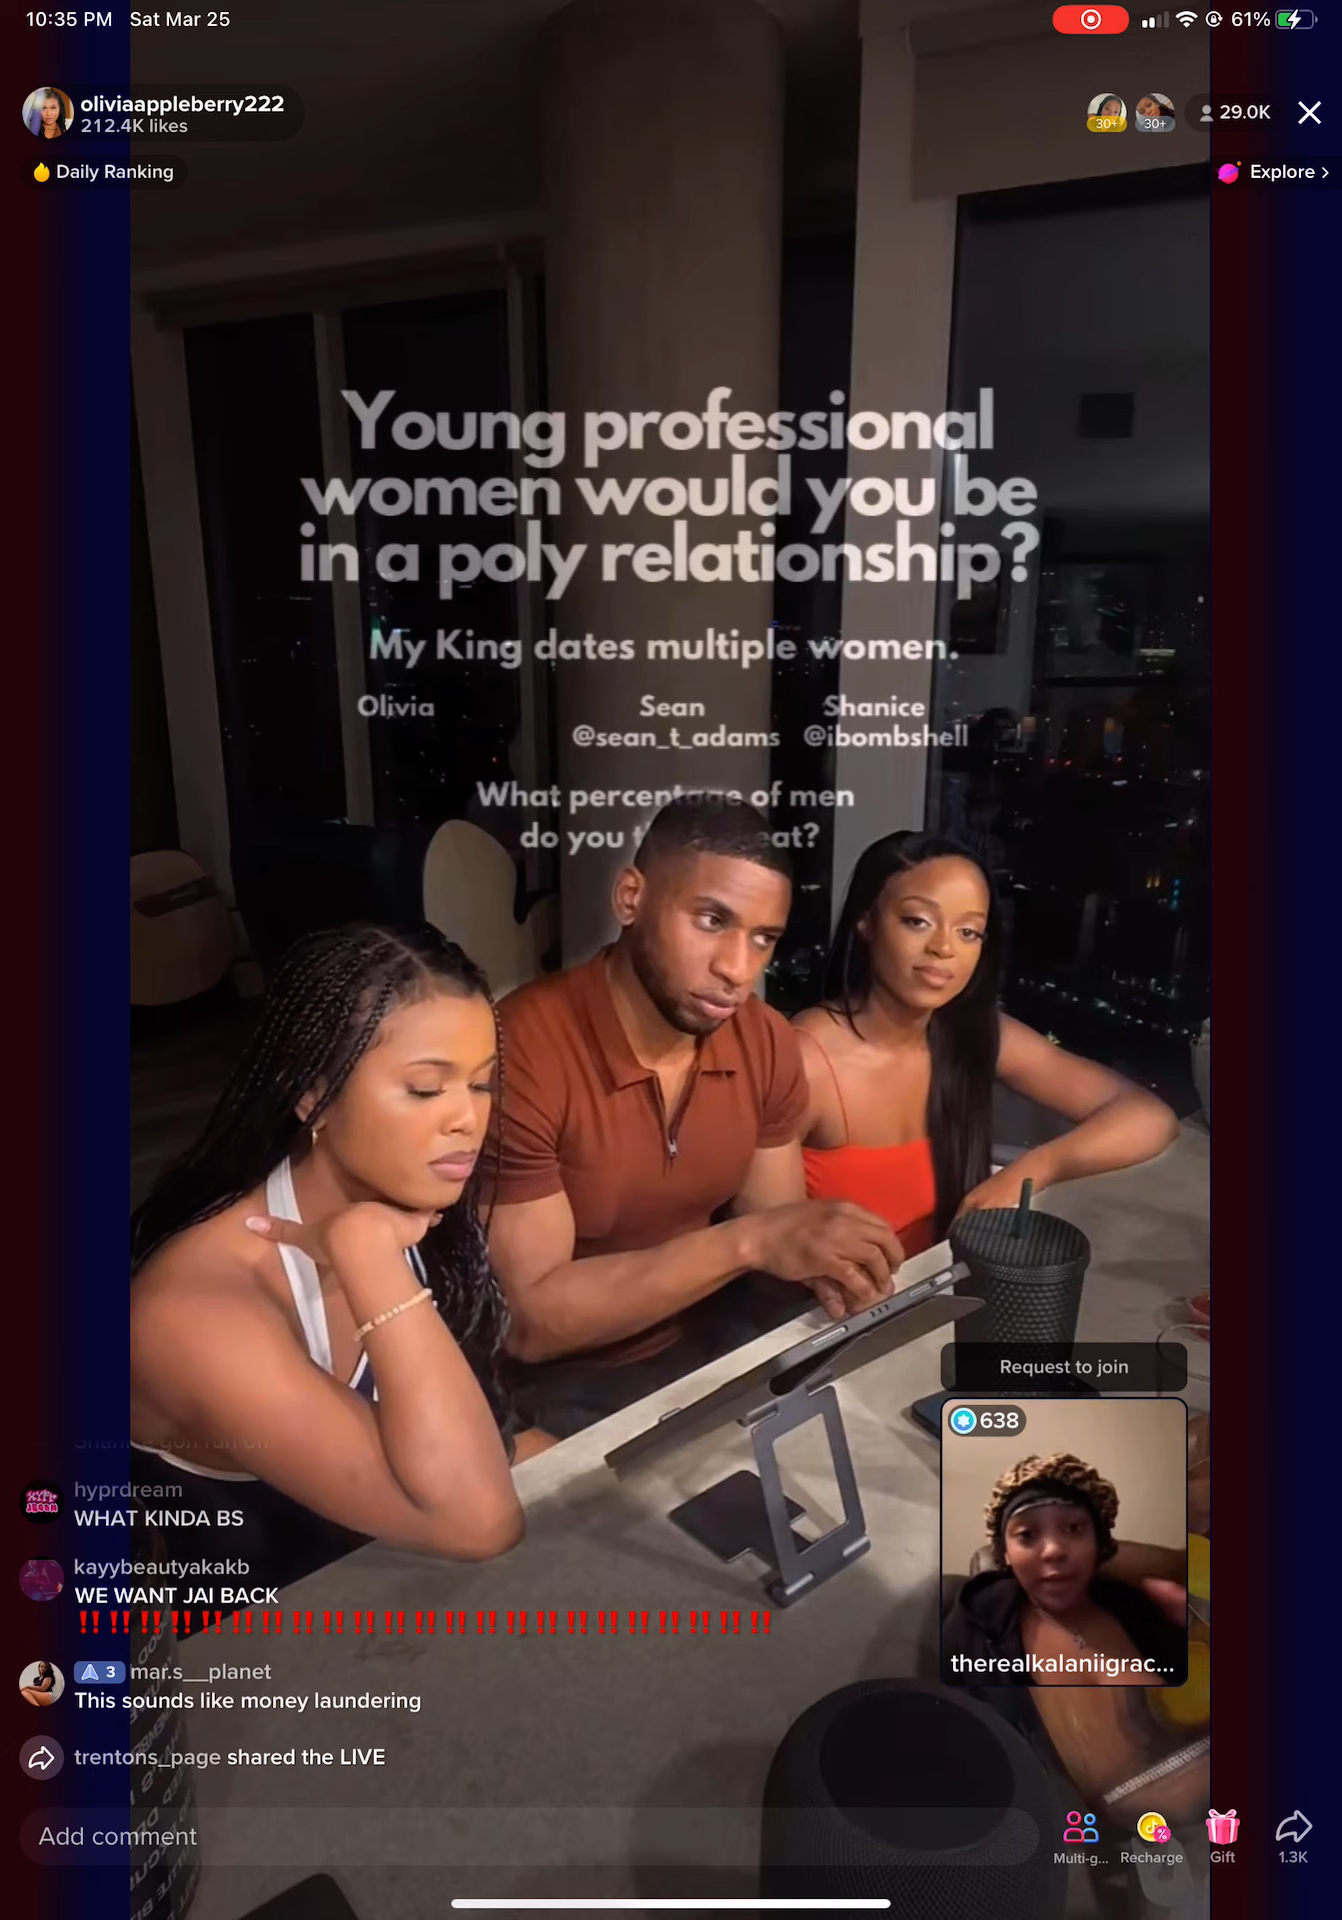 10:35 PM Sat Mar 25
61%
oliviaappleberry222
212.4K likes
30+
30+
29.0K
Daily Ranking
Explore >
Young professional
women would you be
in a poly relationship?
My King dates multiple women.
Olivia Sean Shanice
@sean_t_adams @ibombshell
What percentage of men
do you eat?
Request to join
638
therealkalaniigrac...
hyprdream
WHAT KINDA BS
kayybeautyakakb
WE WANT JAI BACK
‼️‼️‼️‼️‼️‼️‼️‼️‼️‼️‼️‼️‼️‼️‼️‼️‼️‼️‼️‼️‼️‼️‼️
3 mar.s__planet
This sounds like money laundering
trentons_page shared the LIVE
Add comment
Multi-g... Recharge Gift 1.3K